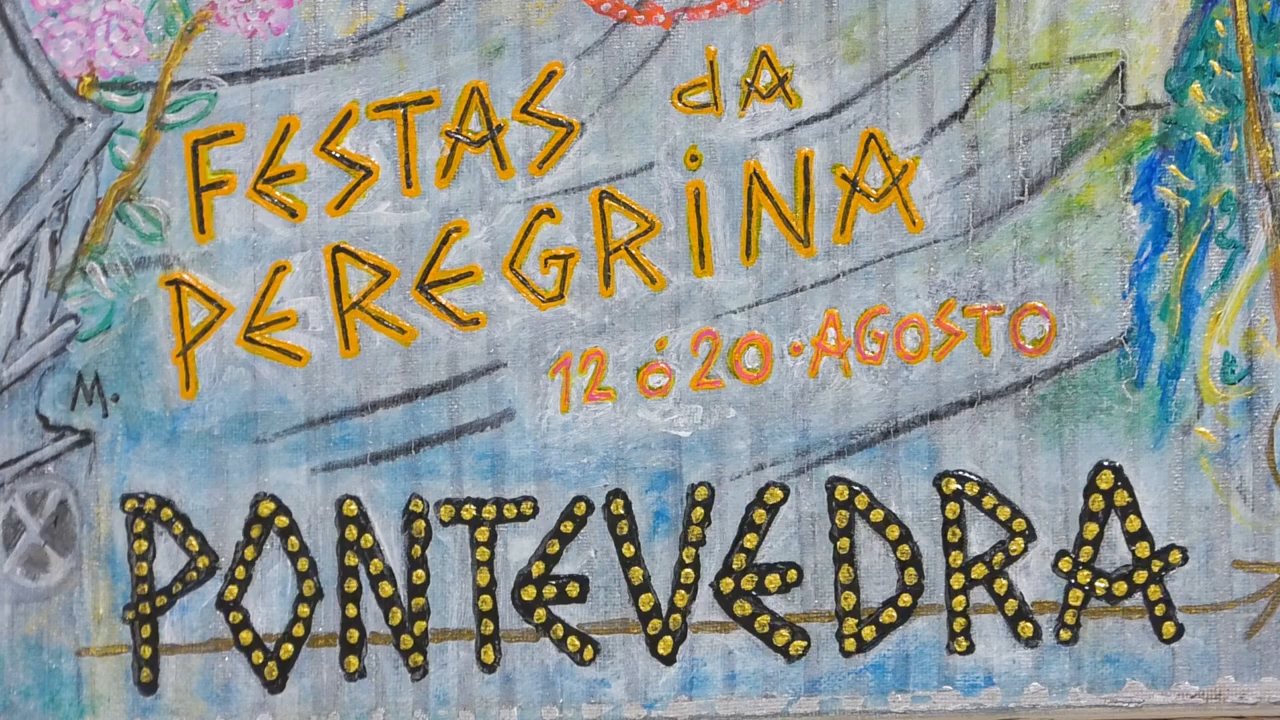 FESTAS dA
PEREGRiNA
12 ó 20 · AGOSTO
M.
PONTEVEDRA